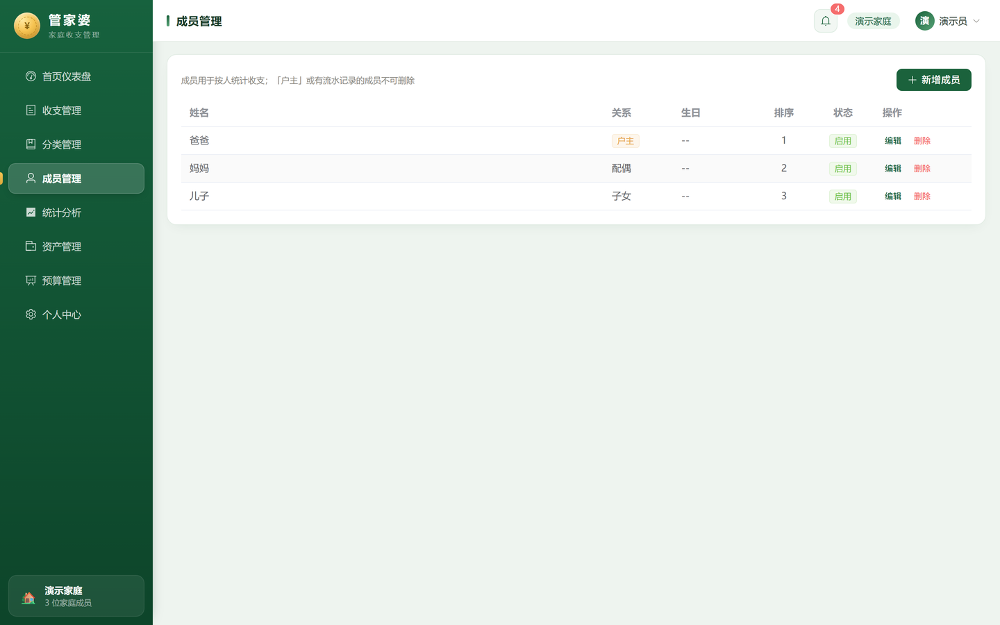 ¥
管家婆
家庭收支管理
首页仪表盘
收支管理
分类管理
成员管理
统计分析
资产管理
预算管理
个人中心
演示家庭
3 位家庭成员
成员管理
4
演示家庭
演
演示员
成员用于按人统计收支；「户主」或有流水记录的成员不可删除
新增成员
姓名 关系 生日 排序 状态 操作
爸爸 户主 -- 1 启用 编辑 删除
妈妈 配偶 -- 2 启用 编辑 删除
儿子 子女 -- 3 启用 编辑 删除